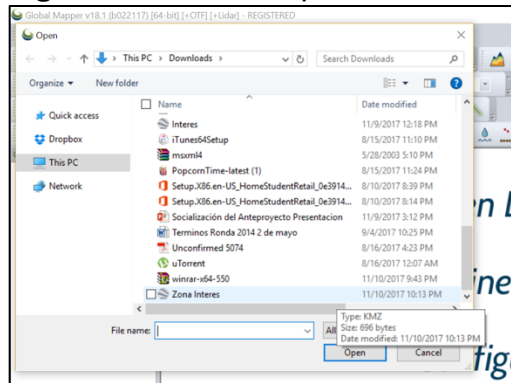 Global Mapper v18.1 (b022117) [64-bit] [+OTF] [+Lidar] - REGISTERED
Open
This PC > Downloads >
Search Downloads
Organize
New folder
Name
Date modified
Quick access
Dropbox
This PC
Network
Interes 11/9/2017 12:18 PM
iTunes64Setup 8/15/2017 11:10 PM
msxml4 5/28/2003 5:10 PM
PopcornTime-latest (1) 8/15/2017 11:24 PM
Setup.X86.en-US_HomeStudentRetail_0e3914... 8/10/2017 8:39 PM
Setup.X86.en-US_HomeStudentRetail_0e3914... 8/10/2017 8:14 PM
Socialización del Anteproyecto Presentacion 11/9/2017 3:12 PM
Terminos Ronda 2014 2 de mayo 9/4/2017 10:25 PM
Unconfirmed 5074 8/16/2017 4:23 PM
uTorrent 8/16/2017 12:07 AM
winrar-x64-550 11/10/2017 9:43 PM
Zona Interes 11/10/2017 10:13 PM
Type: KMZ
Size: 696 bytes
Date modified: 11/10/2017 10:13 PM
File name:
All
Open
Cancel
n
ine
fig